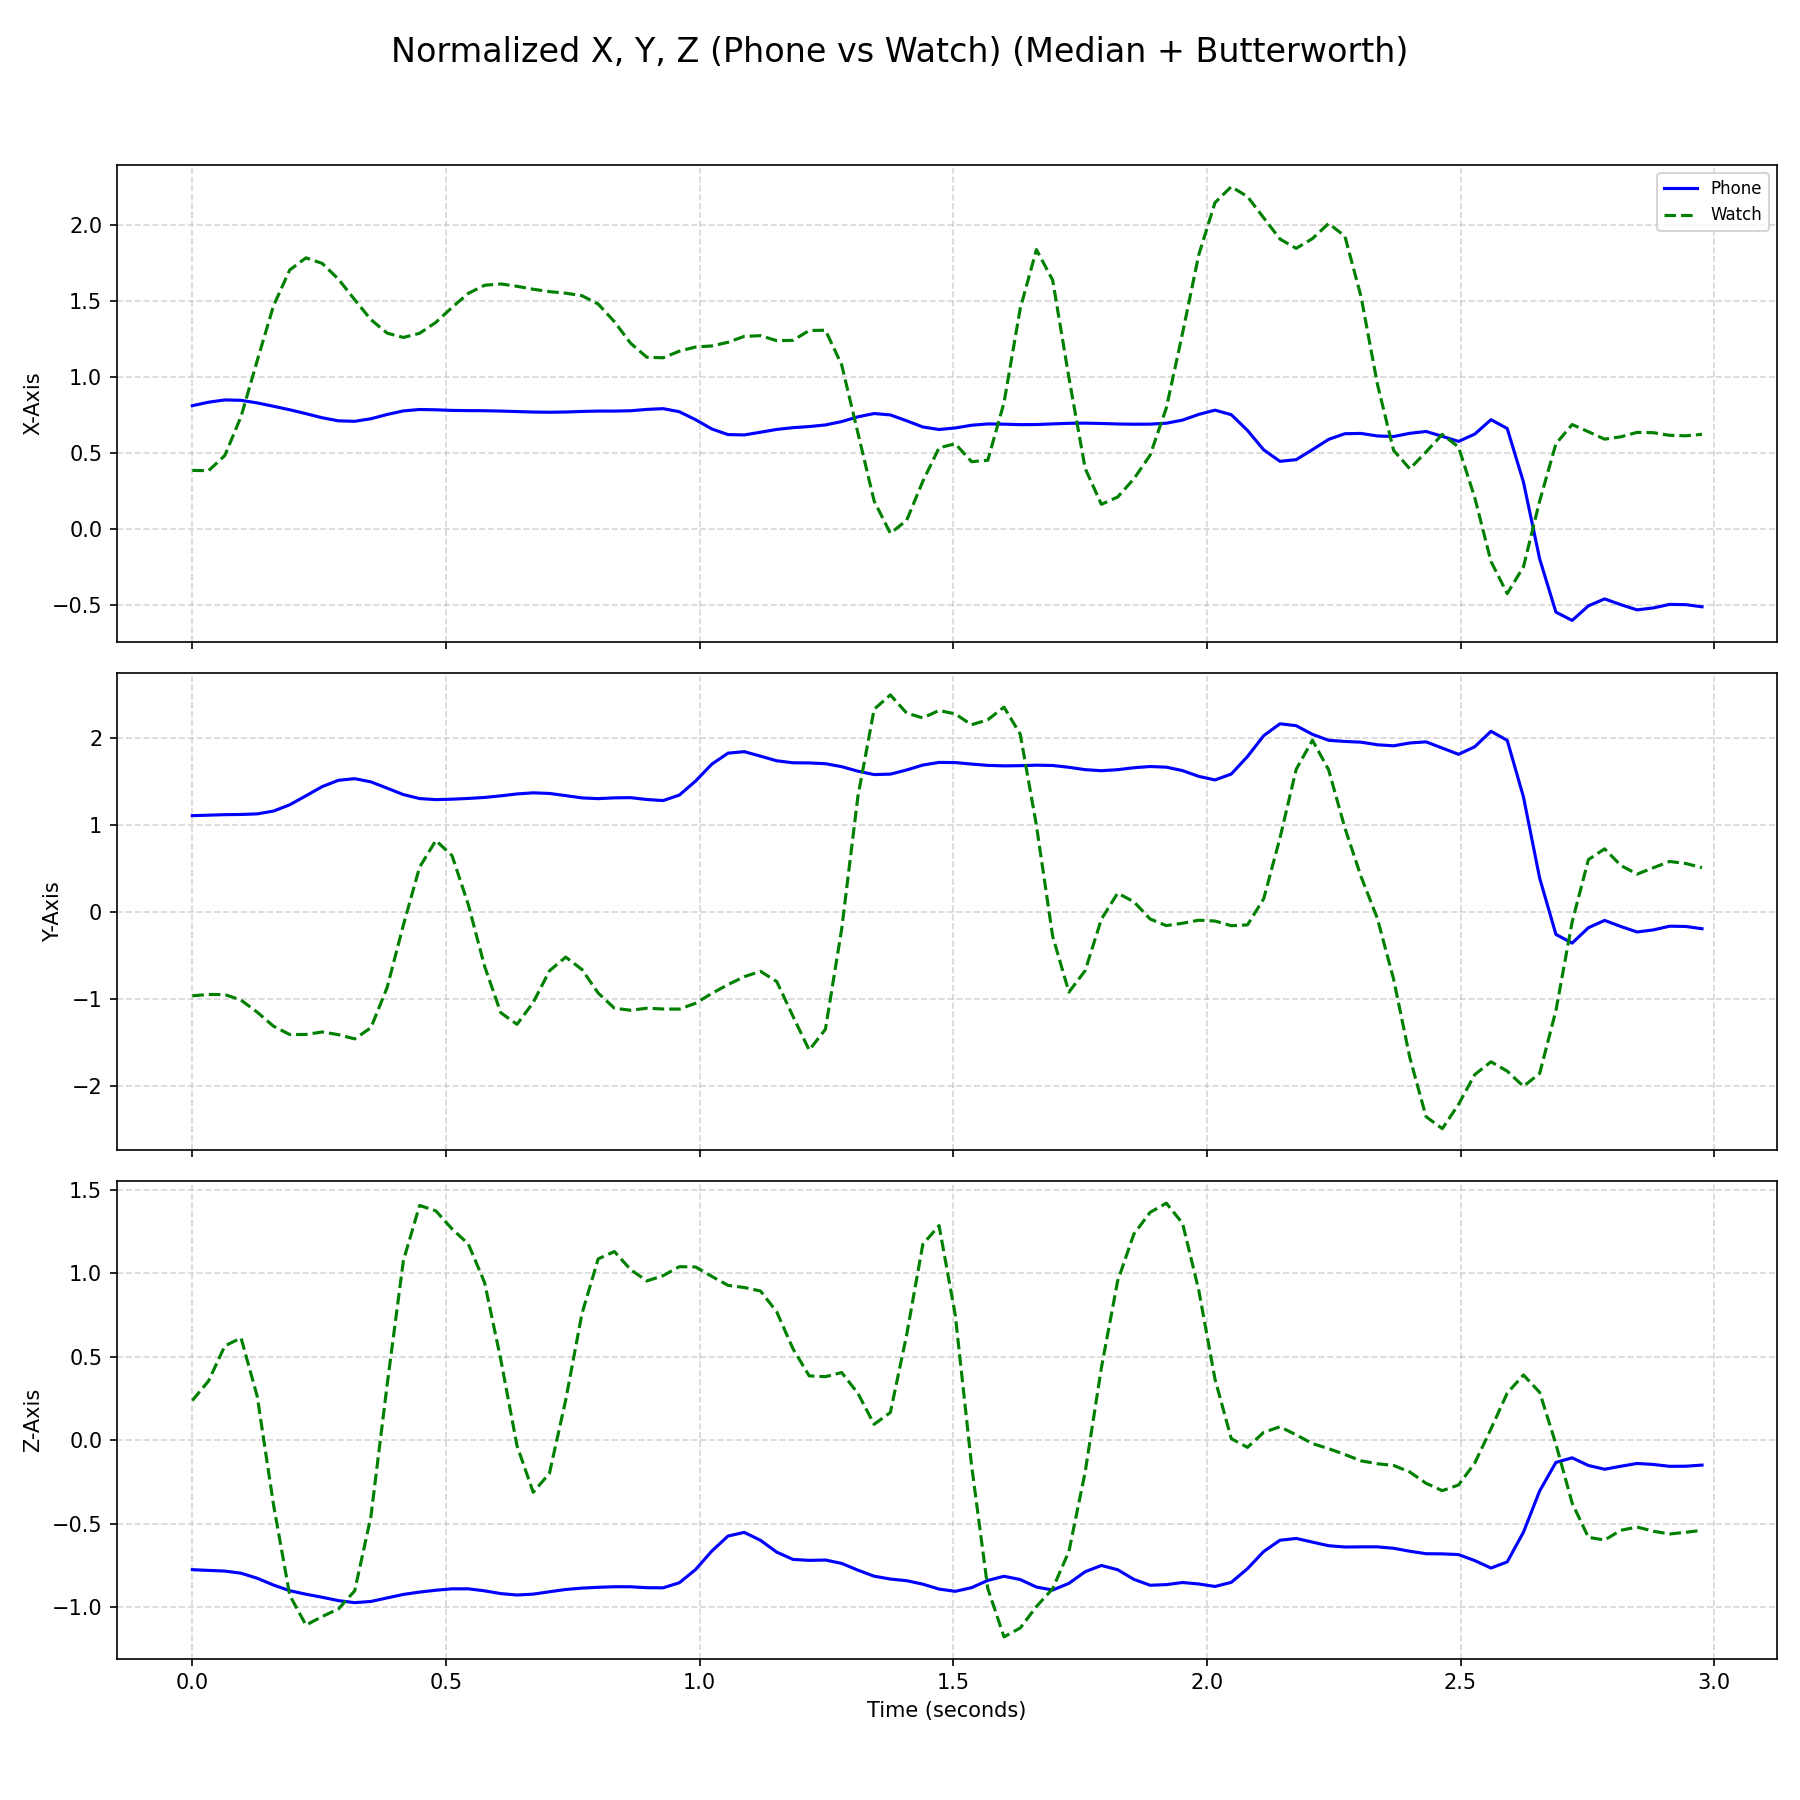 Normalized X, Y, Z (Phone vs Watch) (Median + Butterworth)
Phone
Watch
X-Axis
2.0
1.5
1.0
0.5
0.0
−0.5
Y-Axis
2
1
0
−1
−2
Z-Axis
1.5
1.0
0.5
0.0
−0.5
−1.0
0.0 0.5 1.0 1.5 2.0 2.5 3.0
Time (seconds)